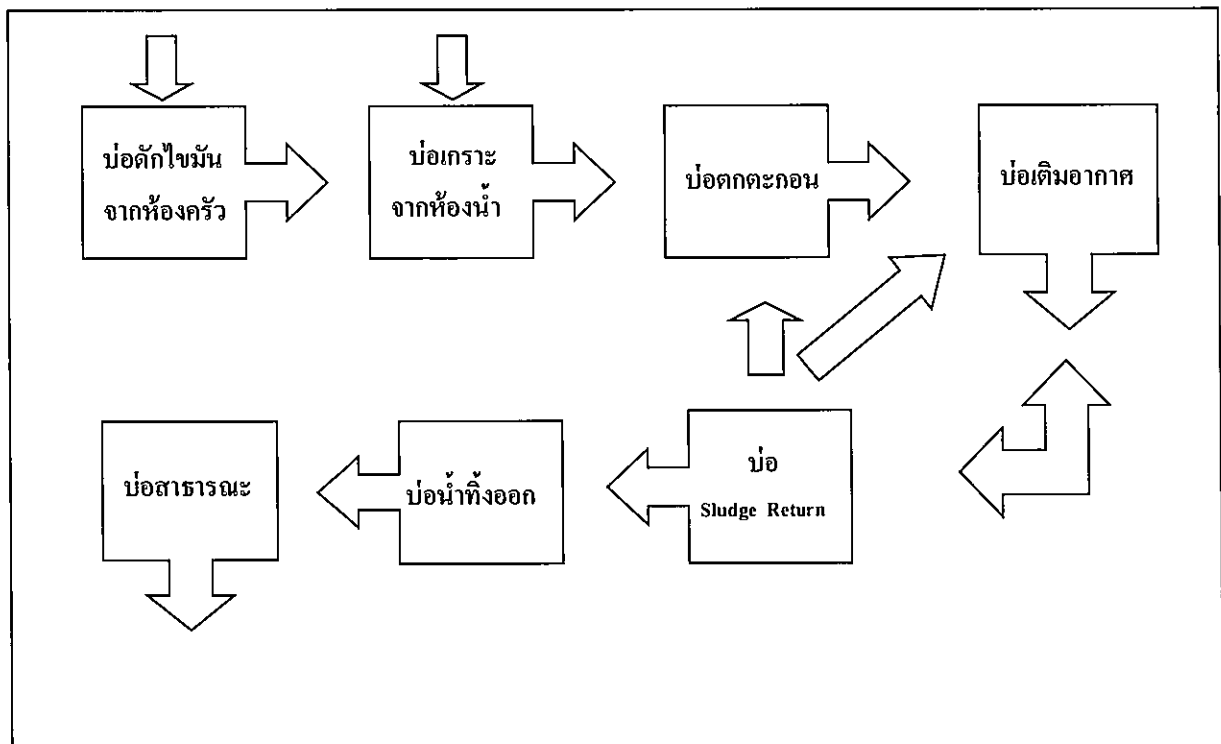 บ่อดักไขมัน
จากห้องครัว
บ่อเกราะ
จากห้องน้ำ
บ่อตกตะกอน
บ่อเติมอากาศ
บ่อสาธารณะ
บ่อน้ำทิ้งออก
บ่อ
Sludge Return